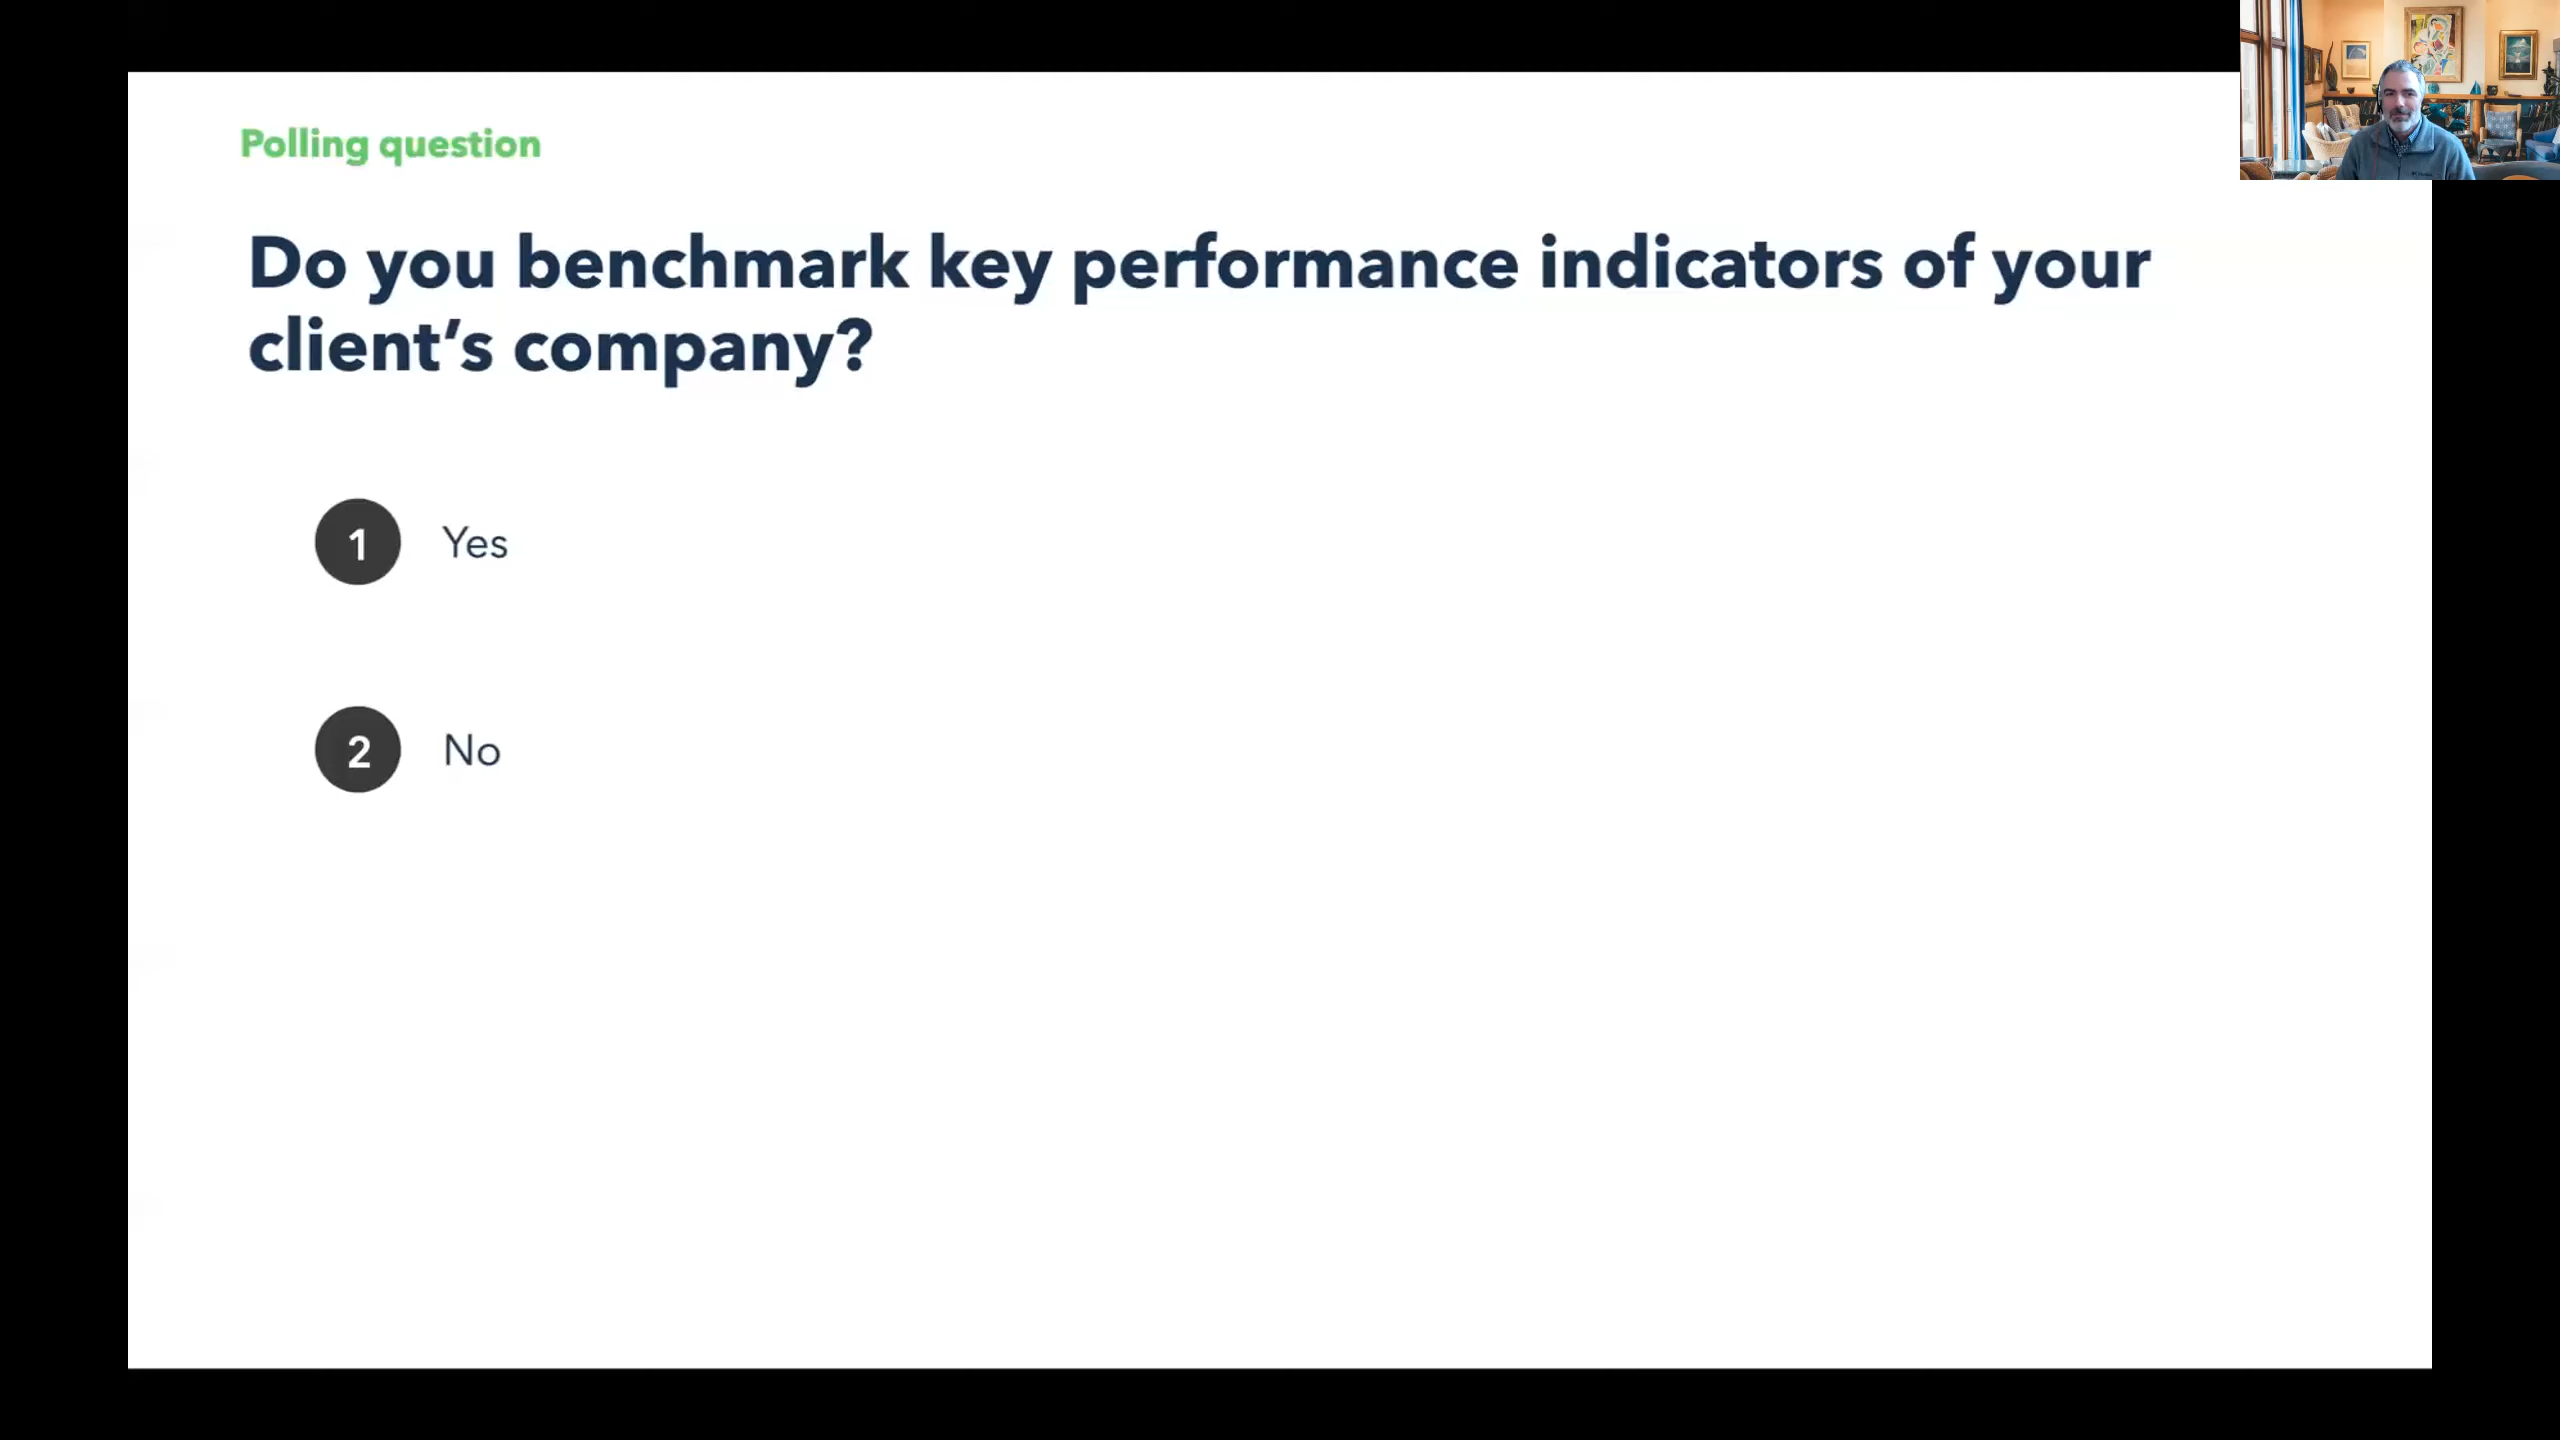 Polling question
Do you benchmark key performance indicators of your
client’s company?
1 Yes
2 No